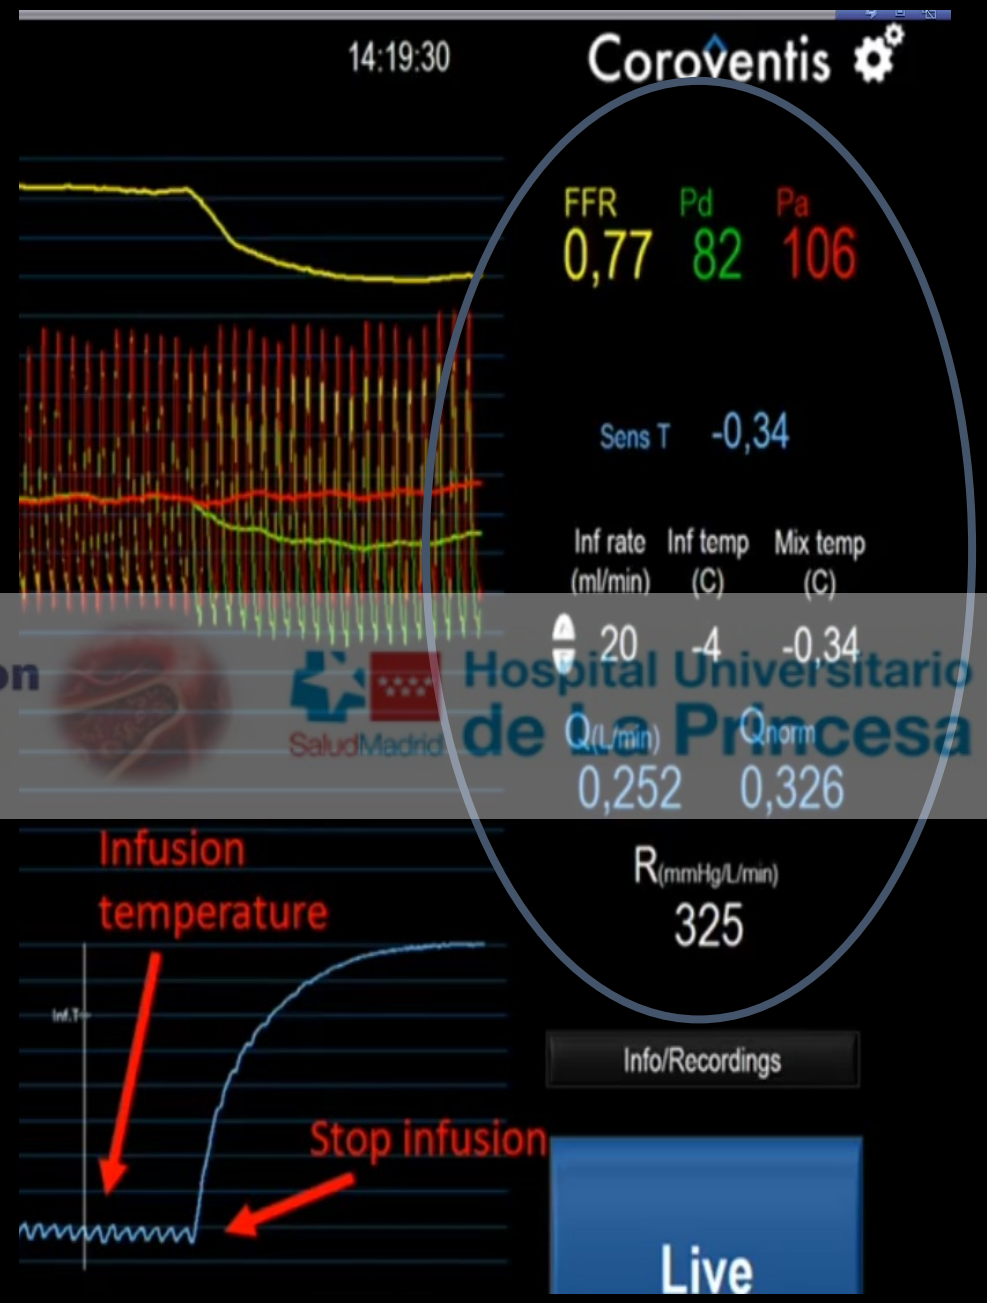 14:19:30
Coroventis
FFR Pd Pa
0,77 82 106
Sens T -0,34
Inf rate Inf temp Mix temp
(ml/min) (C) (C)
20 -4 -0,34
on
Hospital Universitario
de La Princesa
SaludMadrid
Q(L/min) Qnorm
0,252 0,326
R(mmHg/L/min)
325
Infusion
temperature
Inf.T
Stop infusion
Info/Recordings
Live